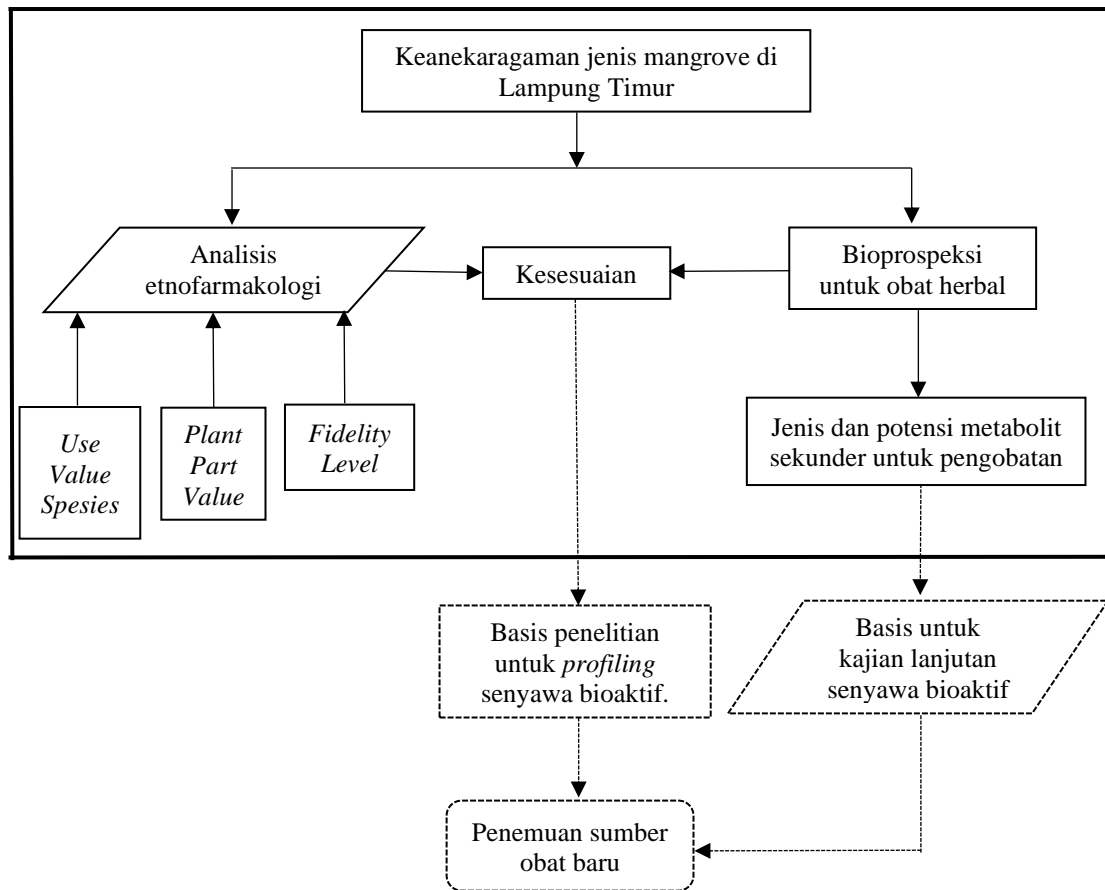 Keanekaragaman jenis mangrove di
Lampung Timur
Analisis
etnofarmakologi
Kesesuaian
Bioprospeksi
untuk obat herbal
Use
Value
Spesies
Plant
Part
Value
Fidelity
Level
Jenis dan potensi metabolit
sekunder untuk pengobatan
Basis penelitian
untuk profiling
senyawa bioaktif.
Basis untuk
kajian lanjutan
senyawa bioaktif
Penemuan sumber
obat baru